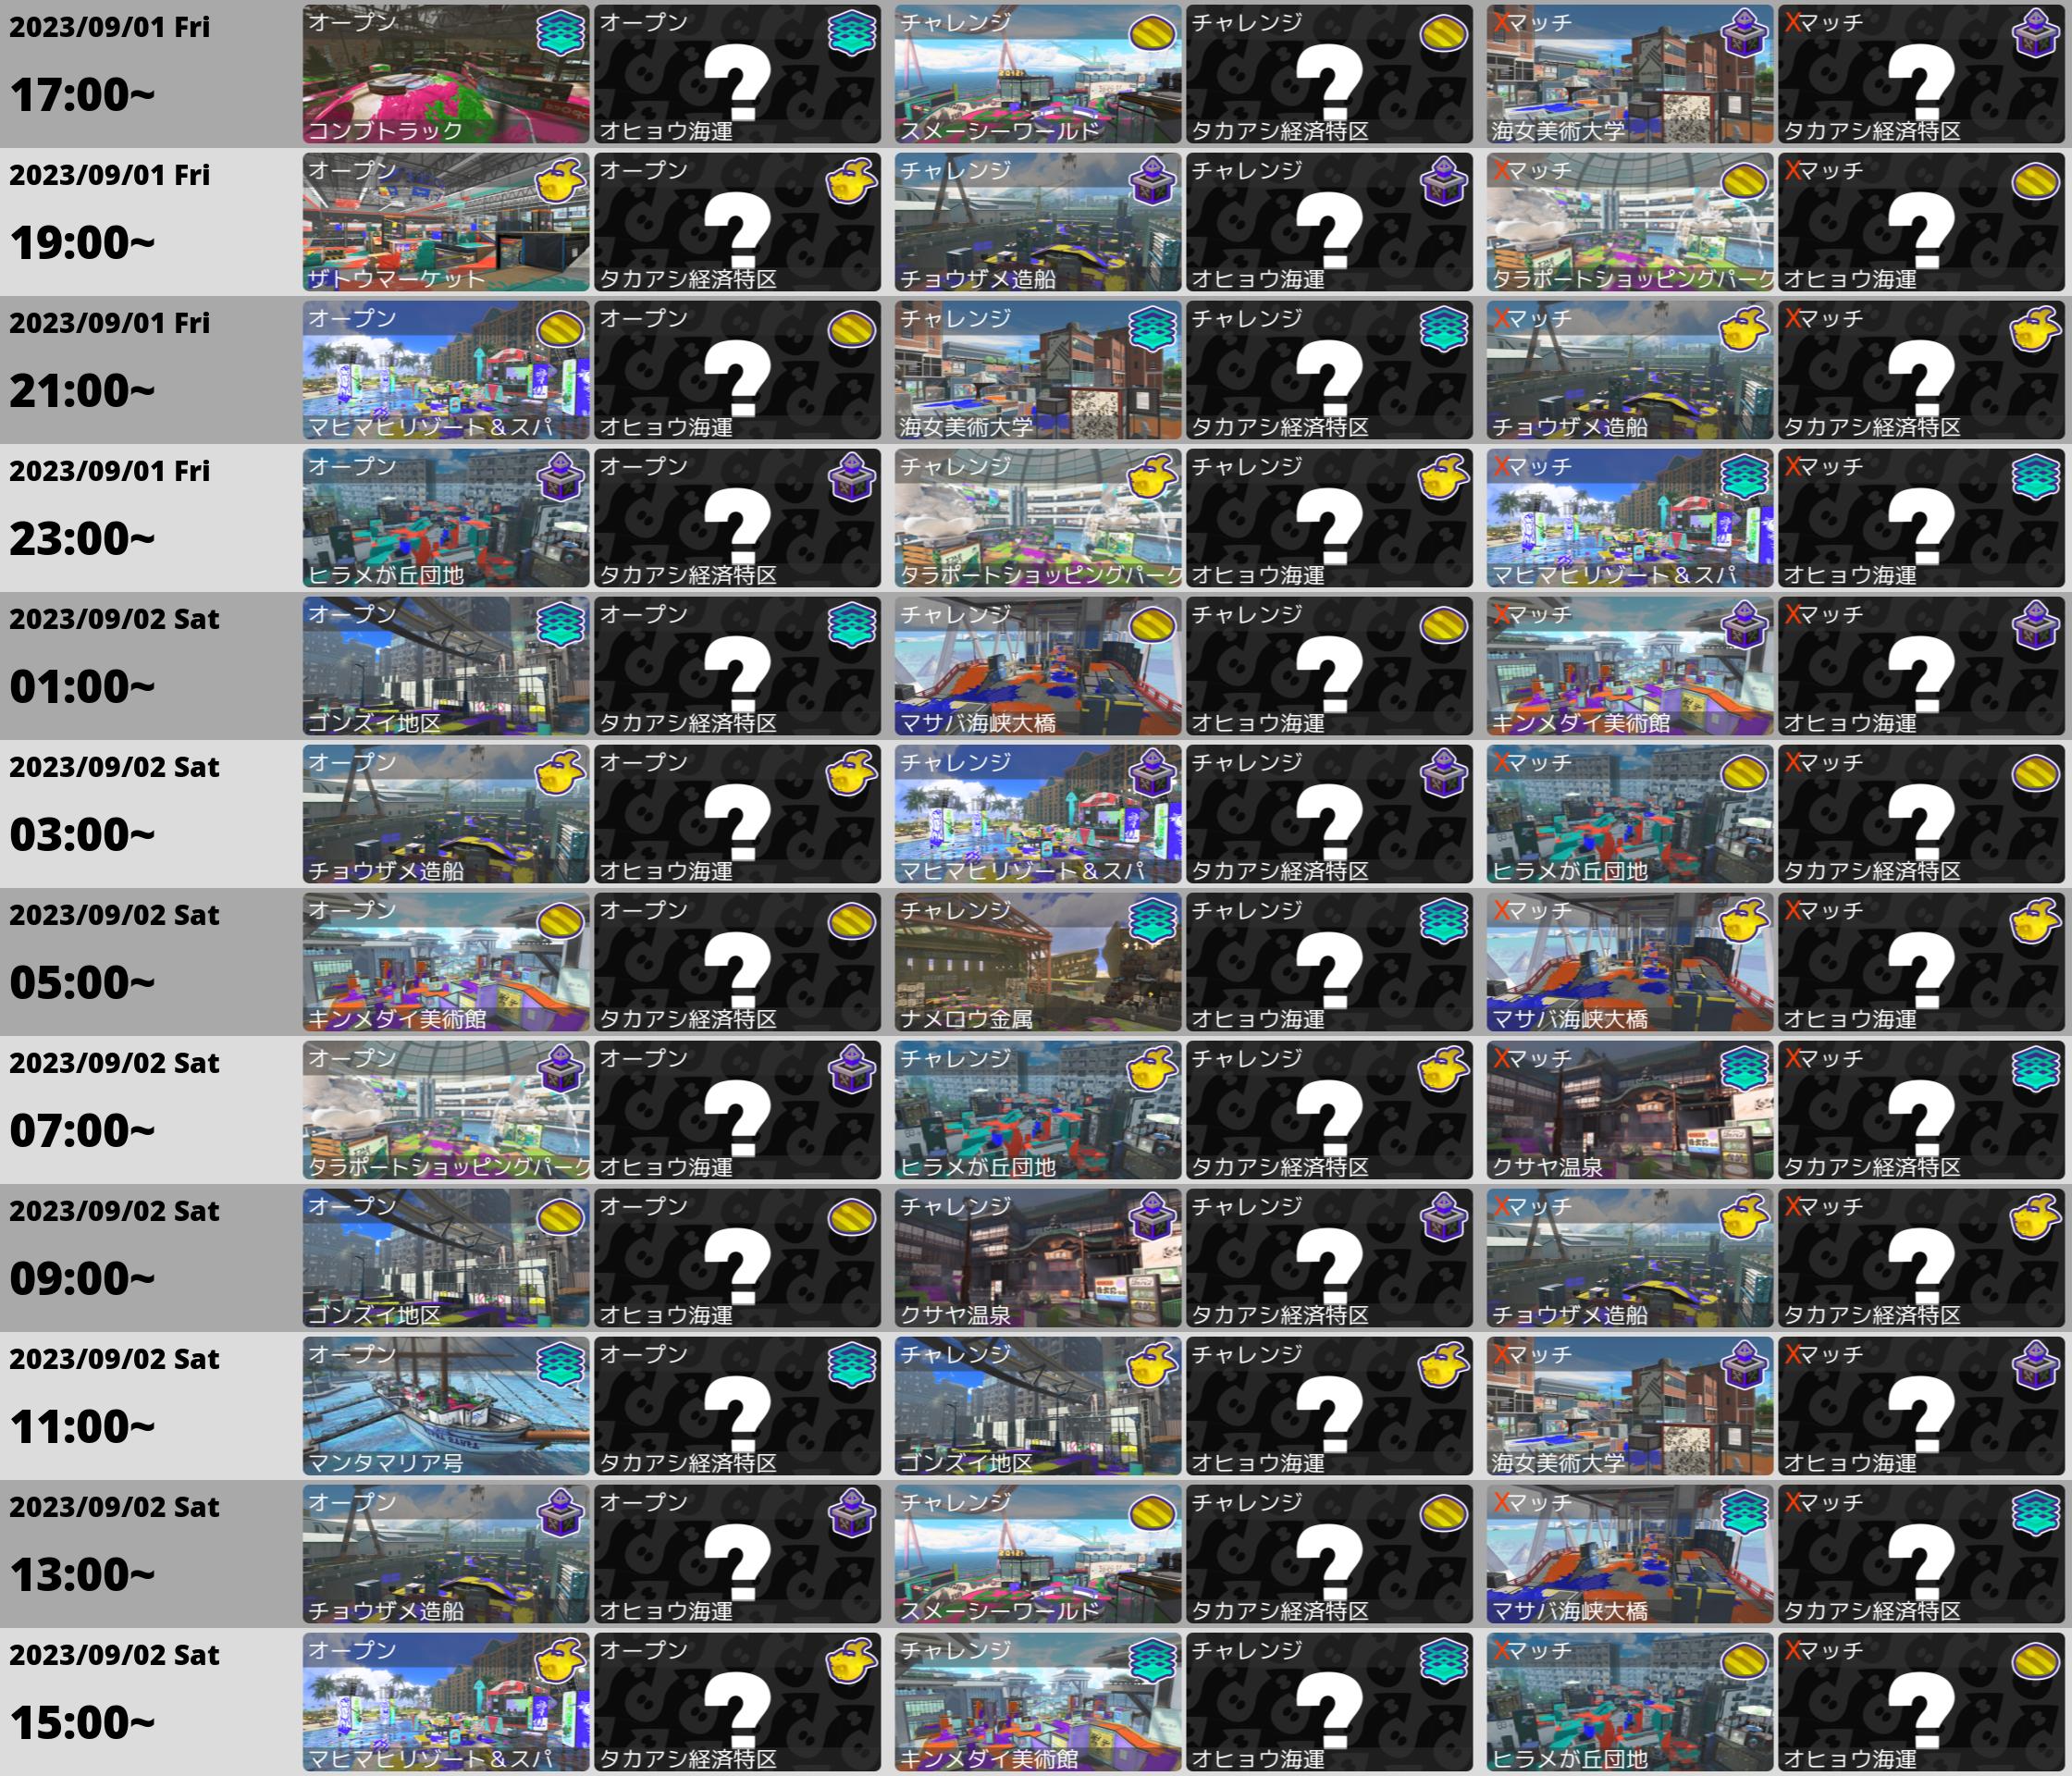 2023/09/01 Fri
17:00~
オープン
オープン
チャレンジ
チャレンジ
Xマッチ
Xマッチ
コンブトラック
オヒョウ海運
スメーシーワールド
タカアシ経済特区
海女美術大学
タカアシ経済特区
2023/09/01 Fri
19:00~
オープン
オープン
チャレンジ
チャレンジ
Xマッチ
Xマッチ
ザトウマーケット
タカアシ経済特区
チョウザメ造船
オヒョウ海運
タラポートショッピングパーク
オヒョウ海運
2023/09/01 Fri
21:00~
オープン
オープン
チャレンジ
チャレンジ
Xマッチ
Xマッチ
マヒマヒリゾート&スパ
オヒョウ海運
海女美術大学
タカアシ経済特区
チョウザメ造船
タカアシ経済特区
2023/09/01 Fri
23:00~
オープン
オープン
チャレンジ
チャレンジ
Xマッチ
Xマッチ
ヒラメが丘団地
タカアシ経済特区
タラポートショッピングパーク
オヒョウ海運
マヒマヒリゾート&スパ
オヒョウ海運
2023/09/02 Sat
01:00~
オープン
オープン
チャレンジ
チャレンジ
Xマッチ
Xマッチ
ゴンズイ地区
タカアシ経済特区
マサバ海峡大橋
オヒョウ海運
キンメダイ美術館
オヒョウ海運
2023/09/02 Sat
03:00~
オープン
オープン
チャレンジ
チャレンジ
Xマッチ
Xマッチ
チョウザメ造船
オヒョウ海運
マヒマヒリゾート&スパ
タカアシ経済特区
ヒラメが丘団地
タカアシ経済特区
2023/09/02 Sat
05:00~
オープン
オープン
チャレンジ
チャレンジ
Xマッチ
Xマッチ
キンメダイ美術館
タカアシ経済特区
ナメロウ金属
オヒョウ海運
マサバ海峡大橋
オヒョウ海運
2023/09/02 Sat
07:00~
オープン
オープン
チャレンジ
チャレンジ
Xマッチ
Xマッチ
タラポートショッピングパーク
オヒョウ海運
ヒラメが丘団地
タカアシ経済特区
クサヤ温泉
タカアシ経済特区
2023/09/02 Sat
09:00~
オープン
オープン
チャレンジ
チャレンジ
Xマッチ
Xマッチ
ゴンズイ地区
オヒョウ海運
クサヤ温泉
タカアシ経済特区
チョウザメ造船
タカアシ経済特区
2023/09/02 Sat
11:00~
オープン
オープン
チャレンジ
チャレンジ
Xマッチ
Xマッチ
マンタマリア号
タカアシ経済特区
ゴンズイ地区
オヒョウ海運
海女美術大学
オヒョウ海運
2023/09/02 Sat
13:00~
オープン
オープン
チャレンジ
チャレンジ
Xマッチ
Xマッチ
チョウザメ造船
オヒョウ海運
スメーシーワールド
タカアシ経済特区
マサバ海峡大橋
タカアシ経済特区
2023/09/02 Sat
15:00~
オープン
オープン
チャレンジ
チャレンジ
Xマッチ
Xマッチ
マヒマヒリゾート&スパ
タカアシ経済特区
キンメダイ美術館
オヒョウ海運
ヒラメが丘団地
オヒョウ海運